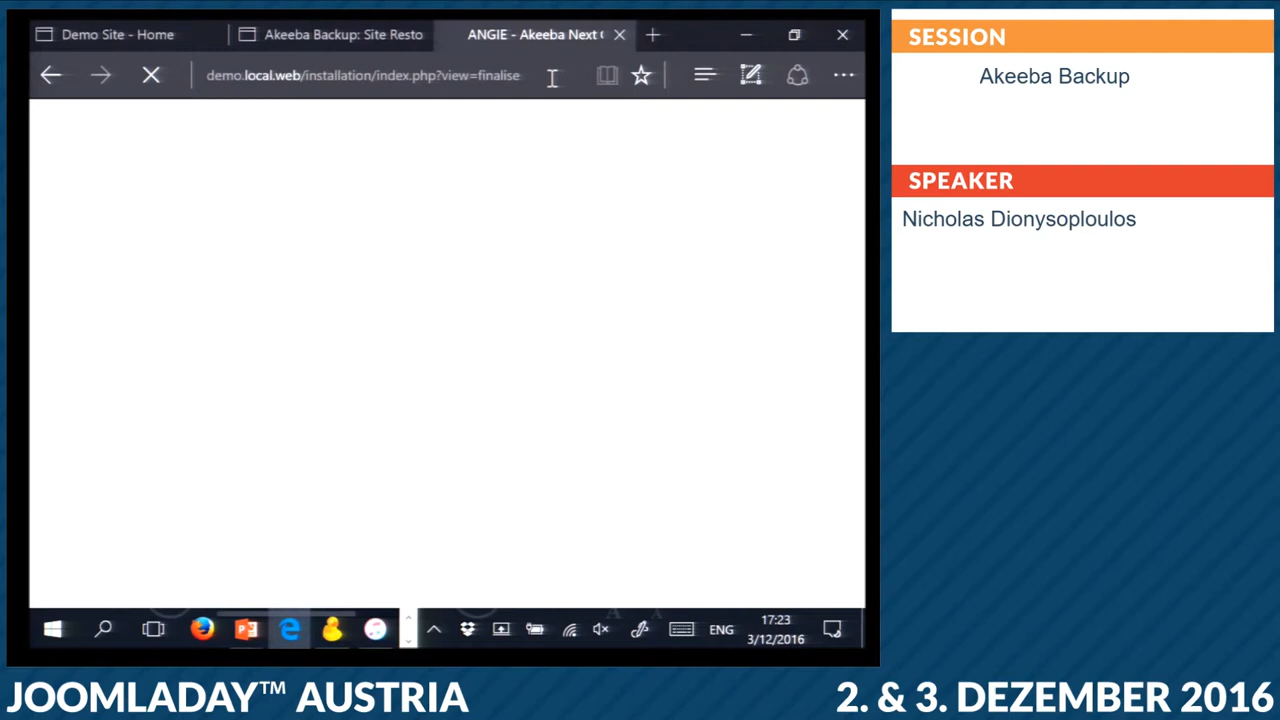 Demo Site - Home
Akeeba Backup: Site Resto
ANGIE - Akeeba Next
demo.local.web/installation/index.php?view=finalise
ENG
17:23
3/12/2016
SESSION
Akeeba Backup
SPEAKER
Nicholas Dionysoploulos
JOOMLADAY™ AUSTRIA
2. & 3. DEZEMBER 2016